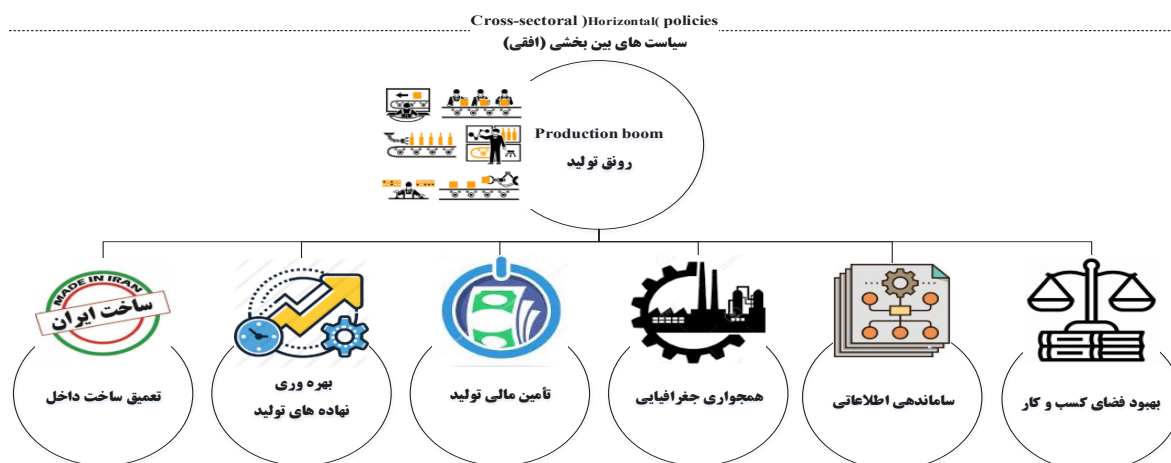 Cross-sectoral )Horizontal( policies
سیاست های بین بخشی (افقی)
Production boom
رونق تولید
MADE IN IRAN
ساخت ایران
تعمیق ساخت داخل
بهره وری
نهاده های تولید
تأمین مالی تولید
همجواری جغرافیایی
ساماندهی اطلاعاتی
بهبود فضای کسب و کار